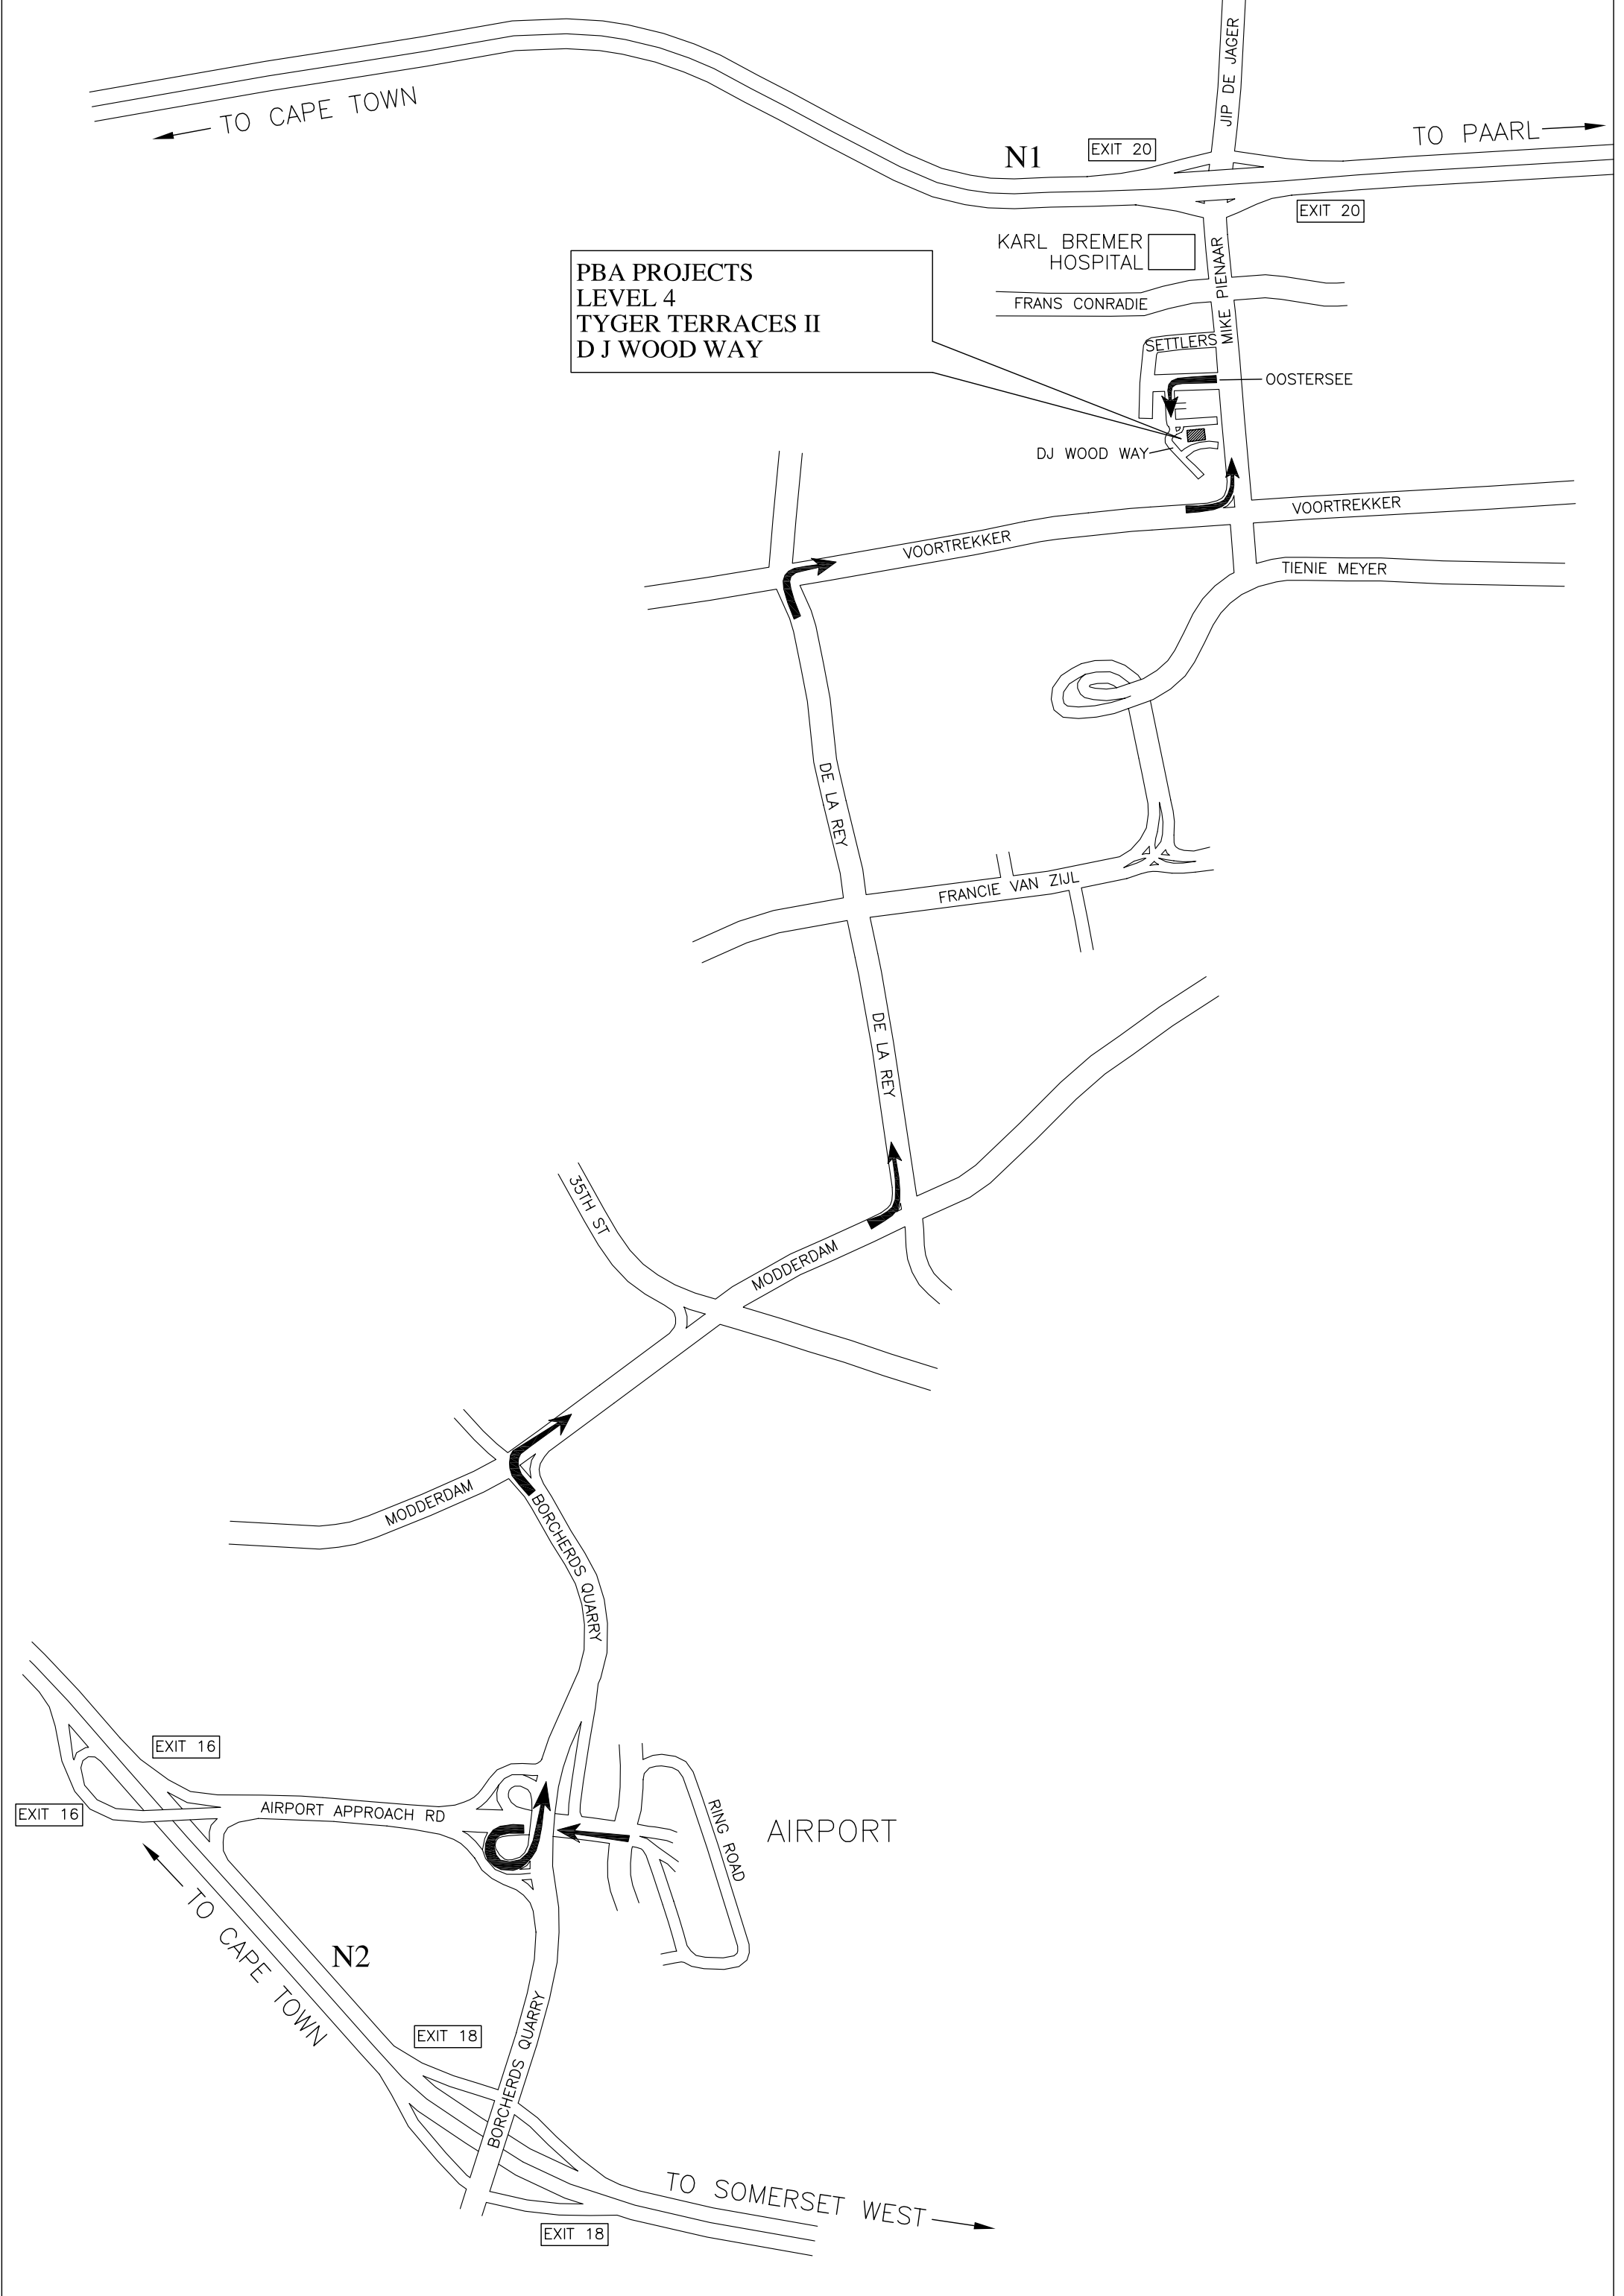 JIP DE JAGER
TO CAPE TOWN
TO PAARL
N1
EXIT 20
EXIT 20
KARL BREMER
HOSPITAL
MIKE PIENAAR
PBA PROJECTS
LEVEL 4
TYGER TERRACES II
D J WOOD WAY
FRANS CONRADIE
SETTLERS
OOSTERSEE
DJ WOOD WAY
VOORTREKKER
VOORTREKKER
TIENIE MEYER
DE LA REY
FRANCIE VAN ZIJL
DE LA REY
35TH ST
MODDERDAM
MODDERDAM
BORCHERDS QUARRY
EXIT 16
EXIT 16
AIRPORT APPROACH RD
RING ROAD
AIRPORT
TO CAPE TOWN
N2
BORCHERDS QUARRY
EXIT 18
TO SOMERSET WEST
EXIT 18